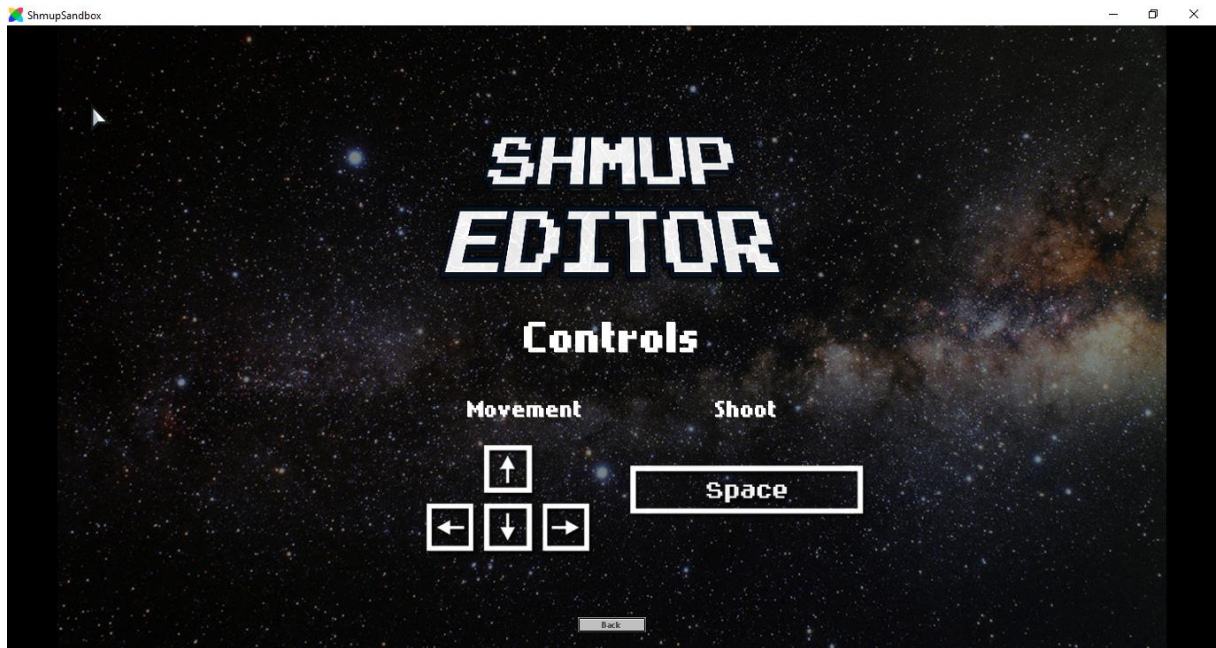 ShmupSandbox
SHMUP
EDITOR
Controls
Movement Shoot
Space
Back